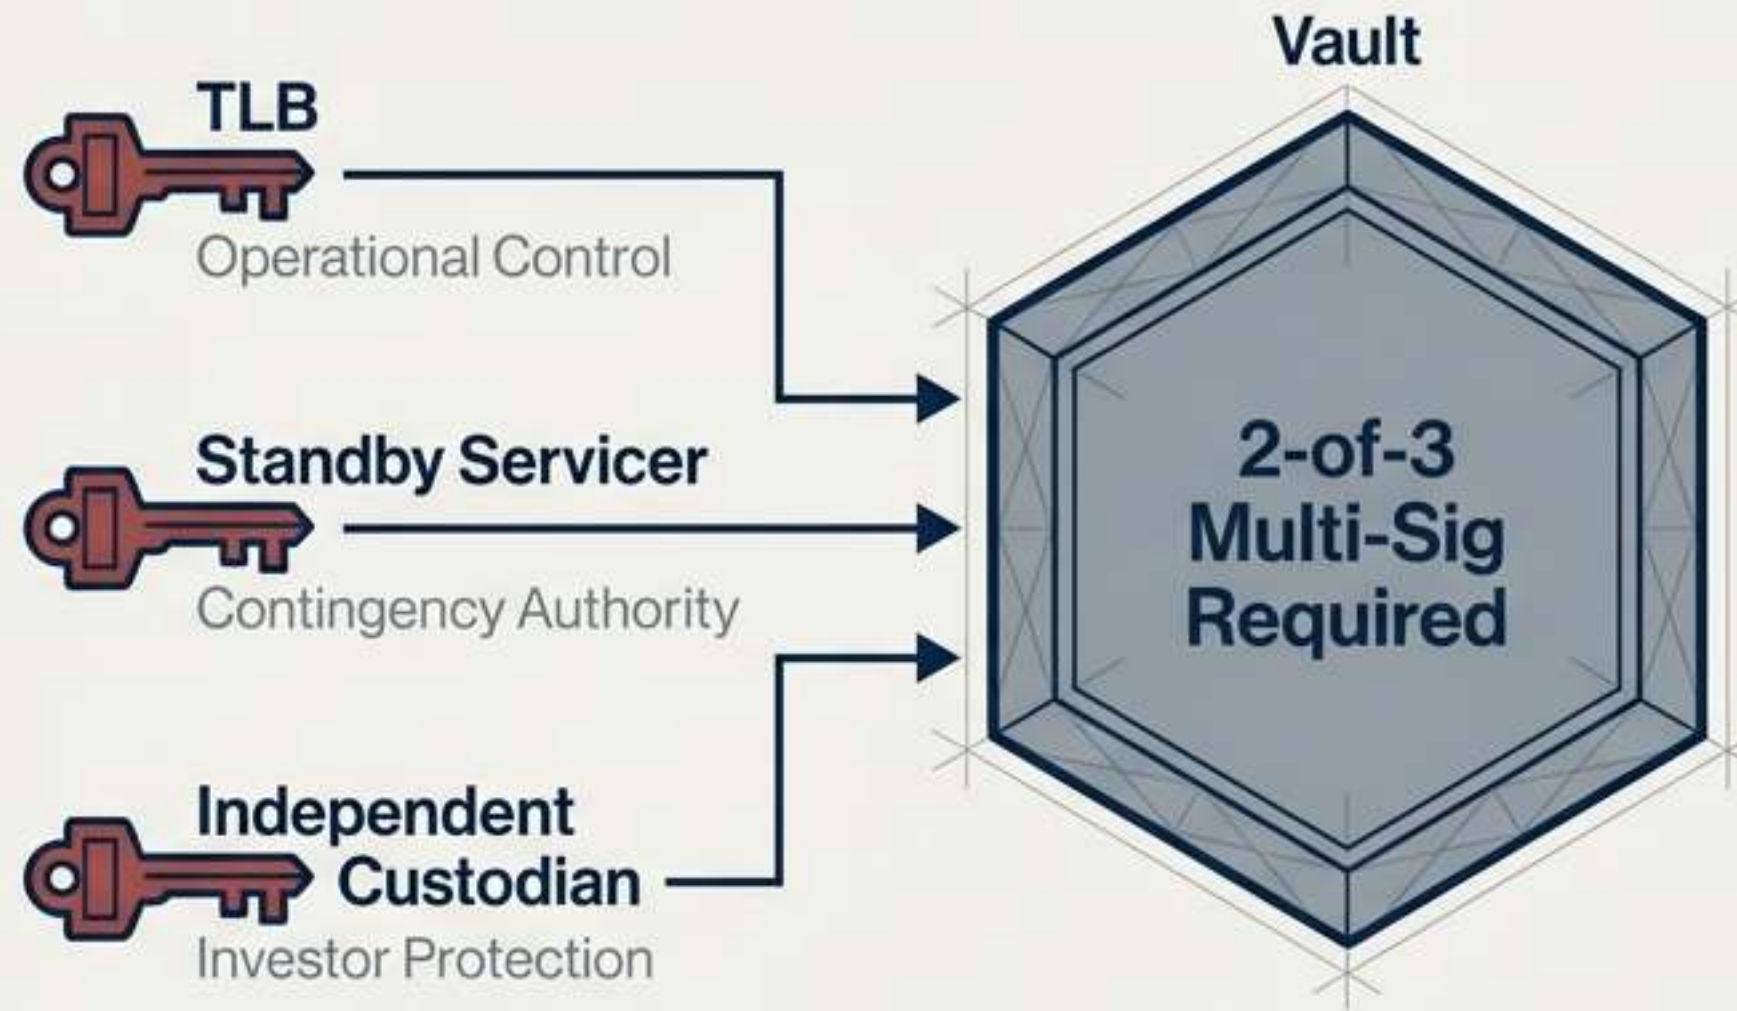 Vault
TLB
Operational Control
Standby Servicer
Contingency Authority
Independent
Custodian
Investor Protection
2-of-3
Multi-Sig
Required